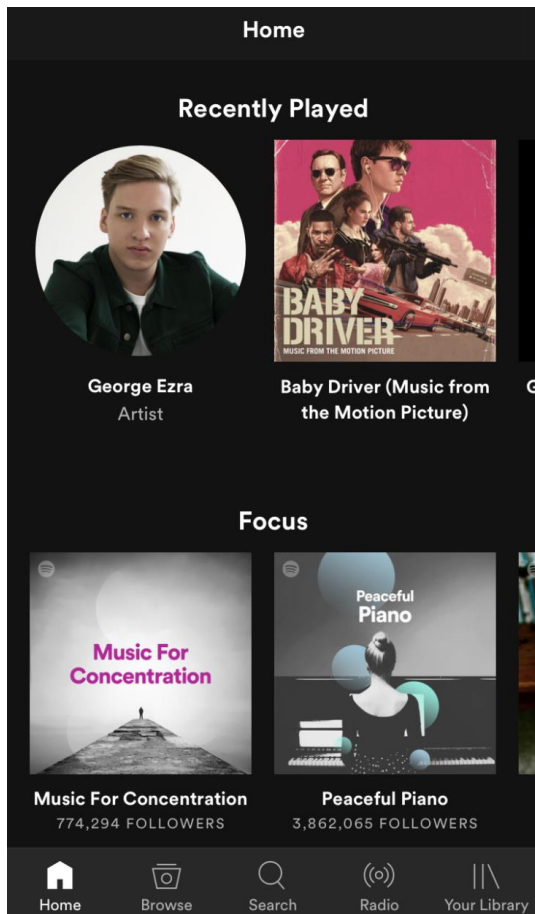 Home
Recently Played
BABY
DRIVER
MUSIC FROM THE MOTION PICTURE
George Ezra
Artist
Baby Driver (Music from
the Motion Picture)
G
Focus
Music For
Concentration
Peaceful
Piano
Music For Concentration
774,294 FOLLOWERS
Peaceful Piano
3,862,065 FOLLOWERS
Home
Browse
Search
Radio
Your Library